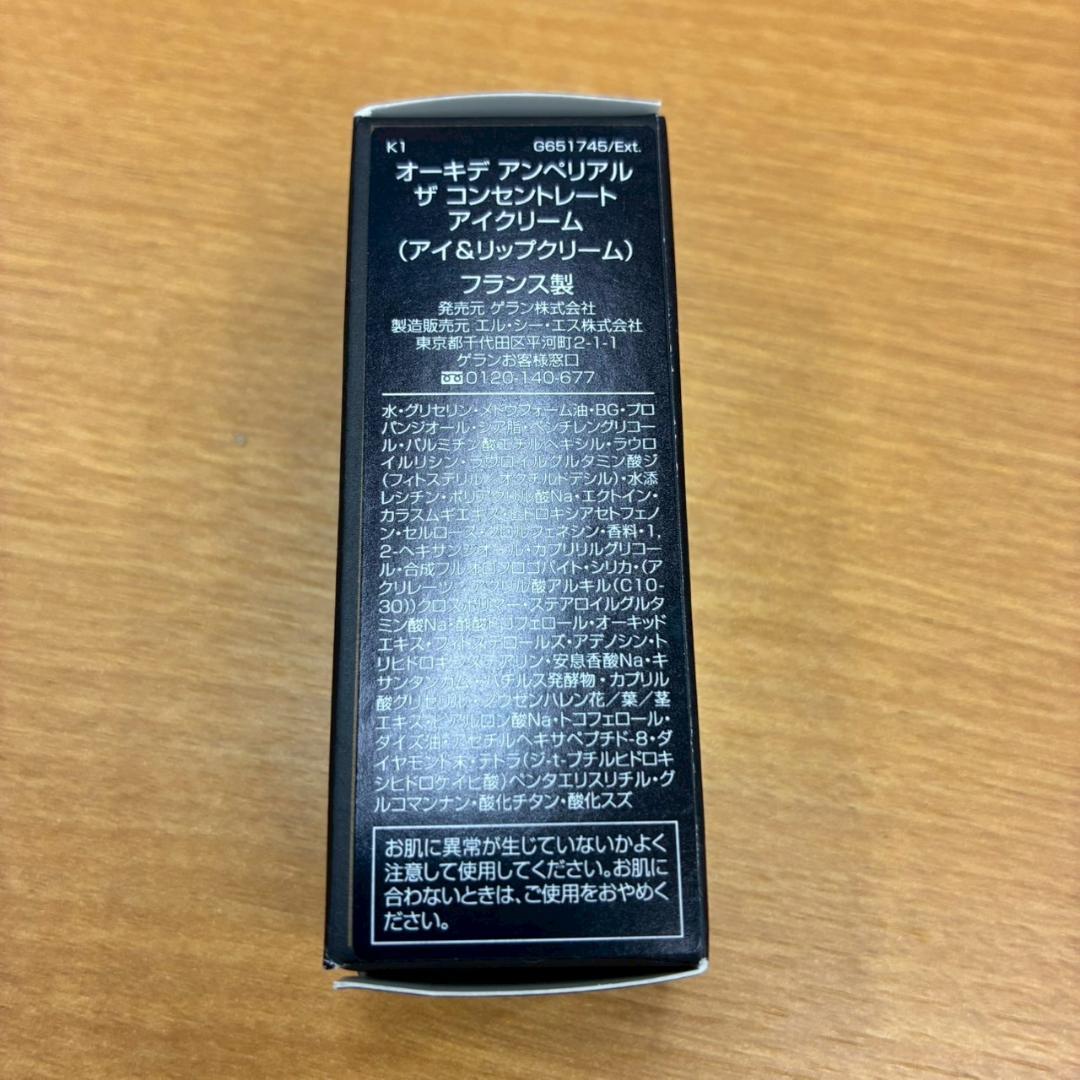 K1 G651745/Ext.
オーキデ アンペリアル
ザ コンセントレート
アイクリーム
(アイ&リップクリーム)
フランス製
発売元 ゲラン株式会社
製造販売元 エル・シー・エス株式会社
東京都千代田区平河町2-1-1
ゲランお客様窓口
0120-140-677
水・グリセリン・メドウフォーム油・BG・プロ
パンジオール・シア脂・ペンチレングリコー
ル・パルミチン酸エチルヘキシル・ラウロ
イルリシン・ラウロイルグルタミン酸ジ
(フィトステリル/オクチルドデシル)・水添
レシチン・ポリアクリル酸Na・エクトイン・
カラスムギエキス・ヒドロキシアセトフェノ
ン・セルロース・クロルフェネシン・香料・1,
2-ヘキサンジオール・カプリリルグリコー
ル・合成フルオロフロゴパイト・シリカ・(ア
クリレーツ/アクリル酸アルキル(C10-
30))クロスポリマー・ステアロイルグルタ
ミン酸Na・酢酸トコフェロール・オーキッド
エキス・フィトステロールズ・アデノシン・ト
リヒドロキシステアリン・安息香酸Na・キ
サンタンガム・バチルス発酵物・カプリル
酸グリセリル・ノウゼンハレン花/葉/茎
エキス・ヒアルロン酸Na・トコフェロール・
ダイズ油・アセチルヘキサペプチド-8・ダ
イヤモンド末・テトラ(ジ-t-ブチルヒドロキ
シヒドロケイヒ酸)ペンタエリスリチル・グ
ルコマンナン・酸化チタン・酸化スズ
お肌に異常が生じていないかよく
注意して使用してください。お肌に
合わないときは、ご使用をおやめく
ださい。